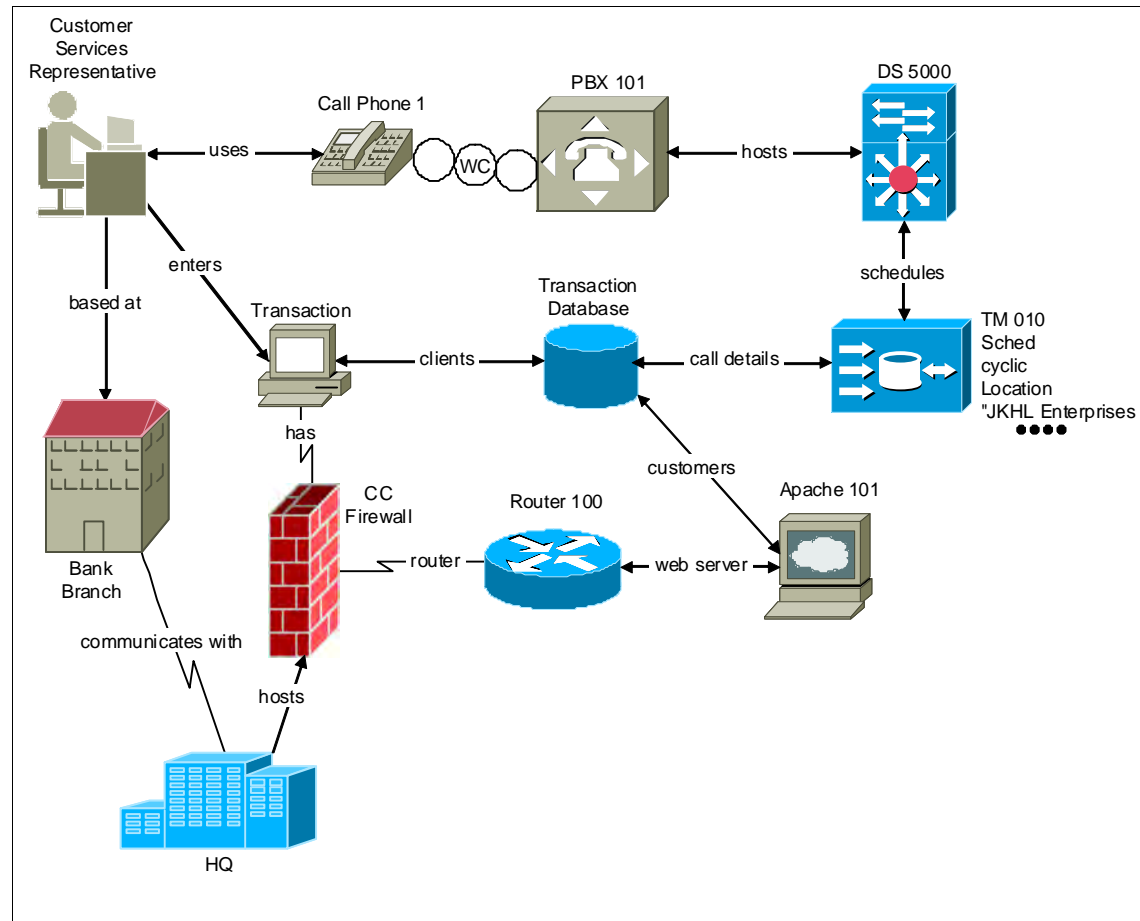 Customer
Services
Representative
Call Phone 1
PBX 101
DS 5000
uses
WC
hosts
enters
schedules
based at
Transaction
Transaction
Database
clients
call details
TM 010
Sched
cyclic
Location
"JKHL Enterprises
has
customers
CC
Firewall
Router 100
Apache 101
router
web server
Bank
Branch
communicates with
hosts
HQ